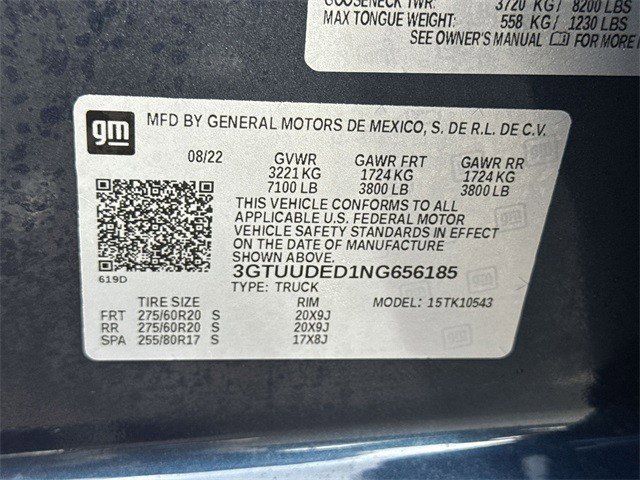 GOOSENECK TWR: 3720 KG/ 8200 LBS
MAX TONGUE WEIGHT: 558 KG/ 1230 LBS
SEE OWNER'S MANUAL FOR MORE
gm MFD BY GENERAL MOTORS DE MEXICO, S. DE R.L. DE C.V.
08/22 GVWR GAWR FRT GAWR RR
3221 KG 1724 KG 1724 KG
7100 LB 3800 LB 3800 LB
THIS VEHICLE CONFORMS TO ALL
APPLICABLE U.S. FEDERAL MOTOR
VEHICLE SAFETY STANDARDS IN EFFECT
ON THE DATE OF MANUFACTURE SHOWN ABOVE.
3GTUUDED1NG656185
619D TYPE: TRUCK MODEL: 15TK10543
TIRE SIZE RIM
FRT 275/60R20 S 20X9J
RR 275/60R20 S 20X9J
SPA 255/80R17 S 17X8J